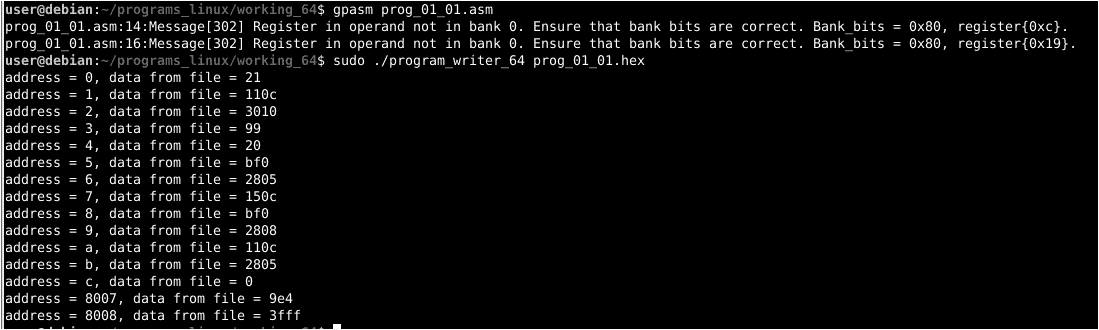 user@debian:~/programs_linux/working_64$ gpasm prog_01_01.asm
prog_01_01.asm:14:Message[302] Register in operand not in bank 0. Ensure that bank bits are correct. Bank_bits = 0x80, register{0xc}.
prog_01_01.asm:16:Message[302] Register in operand not in bank 0. Ensure that bank bits are correct. Bank_bits = 0x80, register{0x19}.
user@debian:~/programs_linux/working_64$ sudo ./program_writer_64 prog_01_01.hex
address = 0, data from file = 21
address = 1, data from file = 110c
address = 2, data from file = 3010
address = 3, data from file = 99
address = 4, data from file = 20
address = 5, data from file = bf0
address = 6, data from file = 2805
address = 7, data from file = 150c
address = 8, data from file = bf0
address = 9, data from file = 2808
address = a, data from file = 110c
address = b, data from file = 2805
address = c, data from file = 0
address = 8007, data from file = 9e4
address = 8008, data from file = 3fff